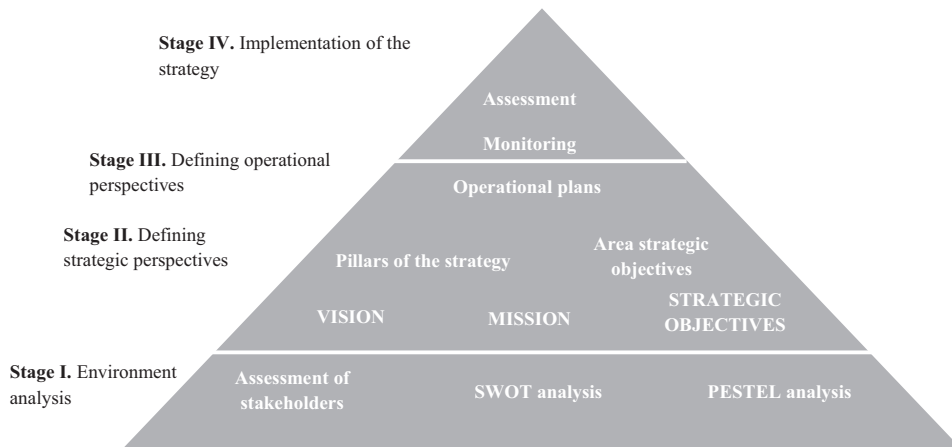 Stage IV. Implementation of the
strategy
Assessment
Monitoring
Stage III. Defining operational
perspectives
Operational plans
Stage II. Defining
strategic perspectives
Pillars of the strategy
Area strategic
objectives
VISION
MISSION
STRATEGIC
OBJECTIVES
Stage I. Environment
analysis
Assessment of
stakeholders
SWOT analysis
PESTEL analysis